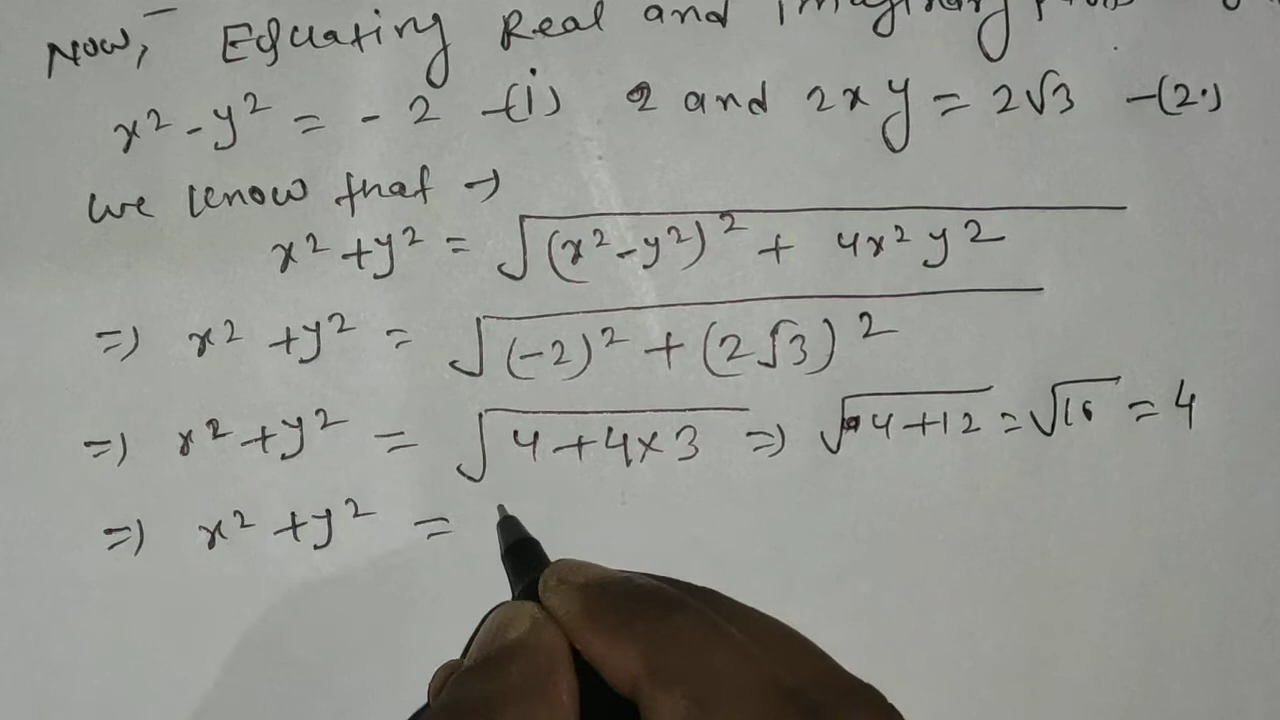 Now, Equating Real and Imaginary
x² - y² = - 2 -(i) & and 2xy = 2√3 -(2.)
We know that →
x² + y² = √(x² - y²)² + 4x²y²
=> x² + y² = √(-2)² + (2√3)²
=> x² + y² = √4 + 4×3 => √4 + 12 = √16 = 4
=> x² + y² =